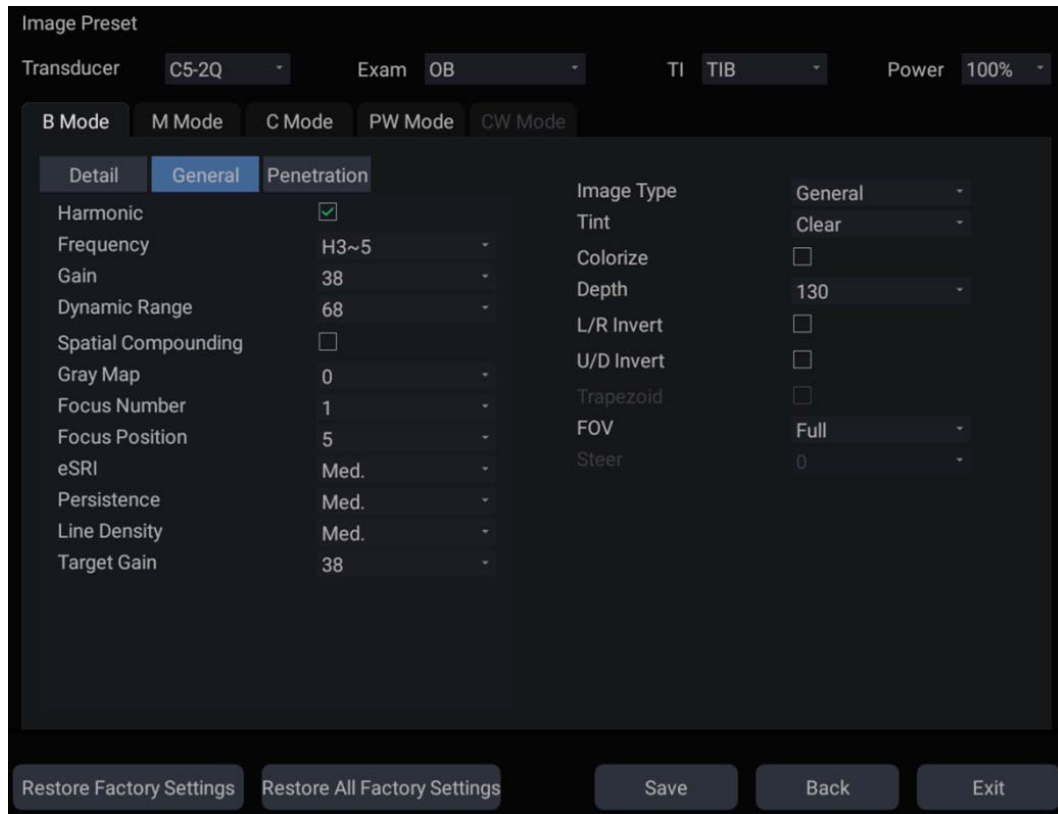 Image Preset
Transducer C5-2Q Exam OB TI TIB Power 100%
B Mode M Mode C Mode PW Mode CW Mode
Detail General Penetration
Harmonic
Frequency H3~5
Gain 38
Dynamic Range 68
Spatial Compounding
Gray Map 0
Focus Number 1
Focus Position 5
eSRI Med.
Persistence Med.
Line Density Med.
Target Gain 38
Image Type General
Tint Clear
Colorize
Depth 130
L/R Invert
U/D Invert
Trapezoid
FOV Full
Steer 0
Restore Factory Settings Restore All Factory Settings Save Back Exit